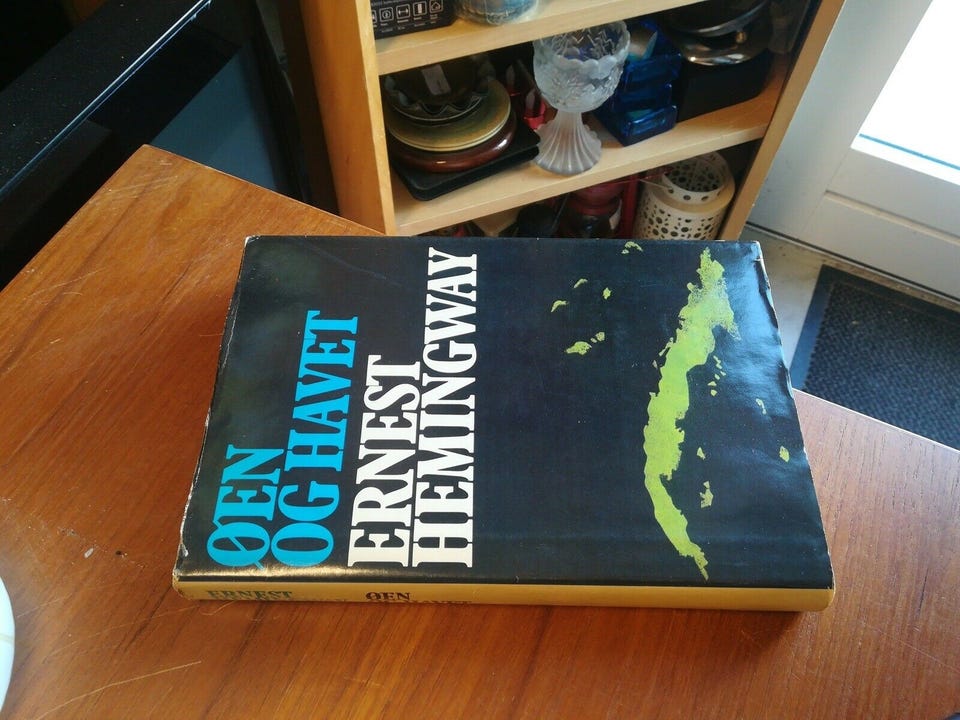 ØEN
OG HAVET
ERNEST
HEMINGWAY
ERNEST
ØEN